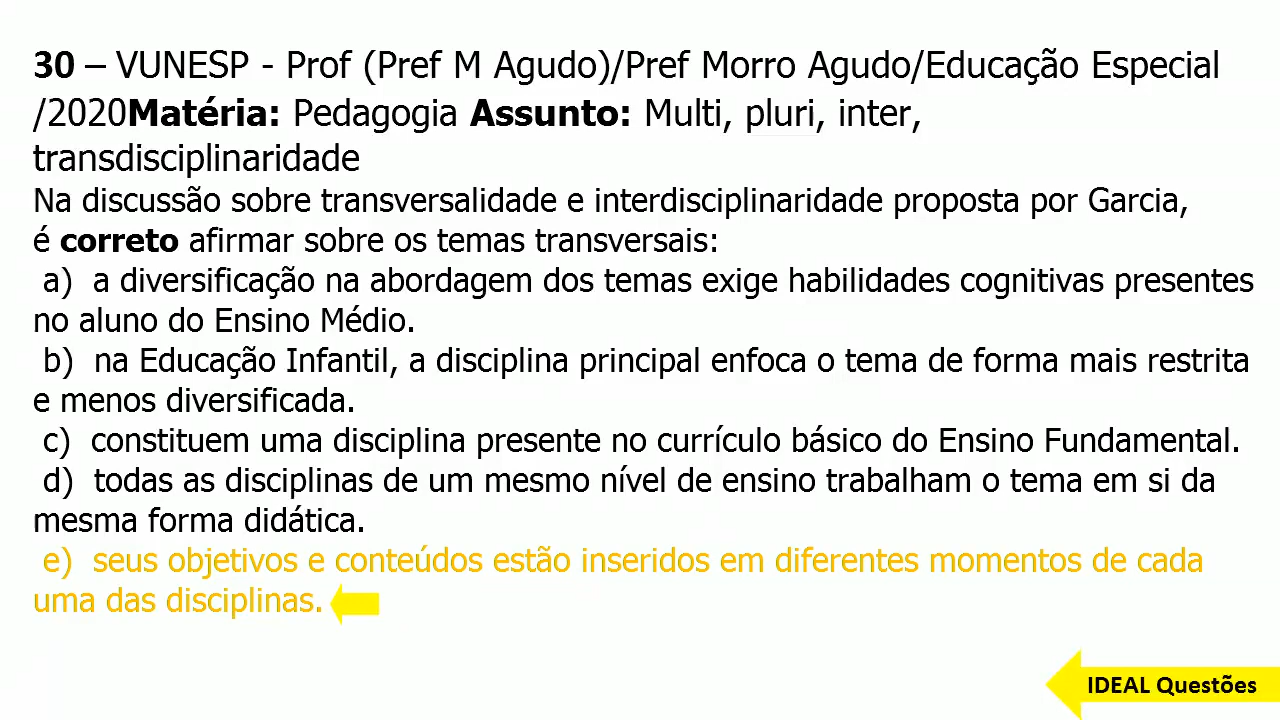 30 – VUNESP - Prof (Pref M Agudo)/Pref Morro Agudo/Educação Especial
/2020Matéria: Pedagogia Assunto: Multi, pluri, inter,
transdisciplinaridade
Na discussão sobre transversalidade e interdisciplinaridade proposta por Garcia,
é correto afirmar sobre os temas transversais:
a) a diversificação na abordagem dos temas exige habilidades cognitivas presentes
no aluno do Ensino Médio.
b) na Educação Infantil, a disciplina principal enfoca o tema de forma mais restrita
e menos diversificada.
c) constituem uma disciplina presente no currículo básico do Ensino Fundamental.
d) todas as disciplinas de um mesmo nível de ensino trabalham o tema em si da
mesma forma didática.
e) seus objetivos e conteúdos estão inseridos em diferentes momentos de cada
uma das disciplinas.
IDEAL Questões